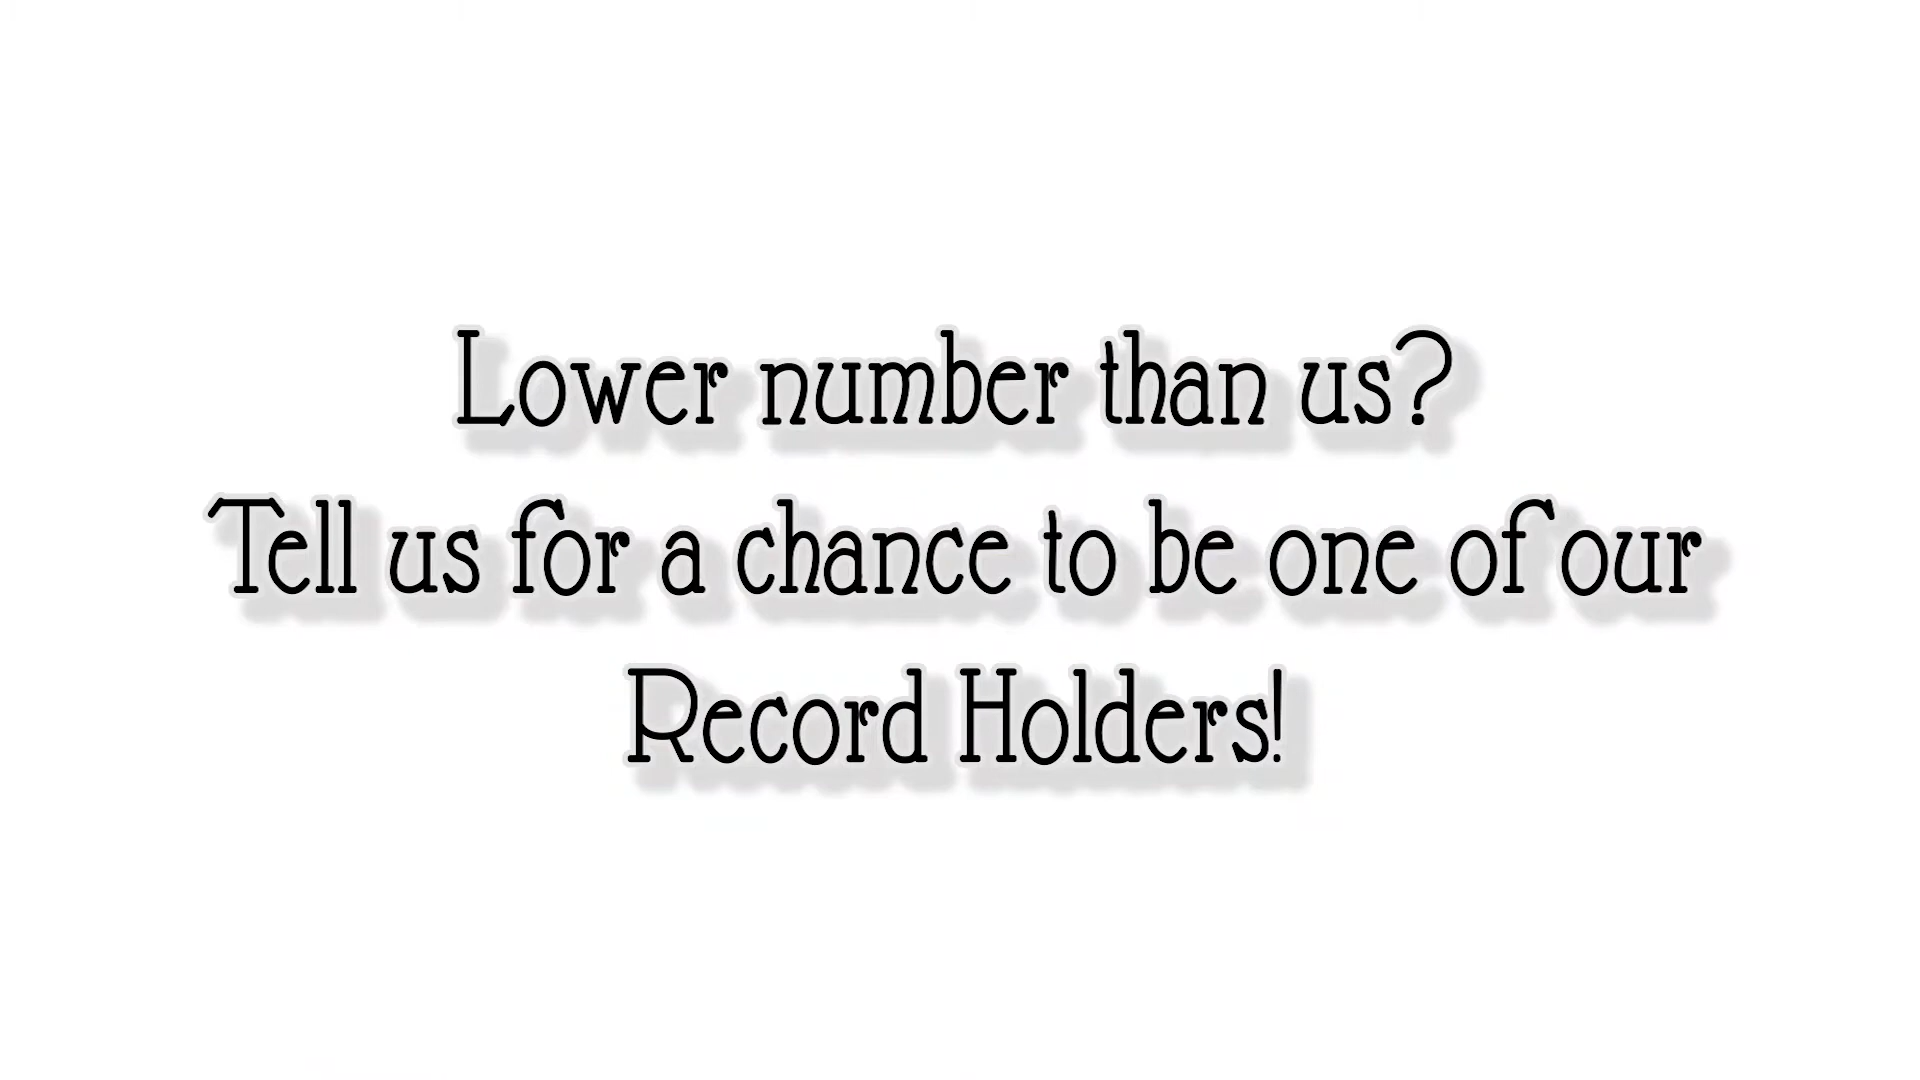 Lower number than us?
Tell us for a chance to be one of our
Record Holders!